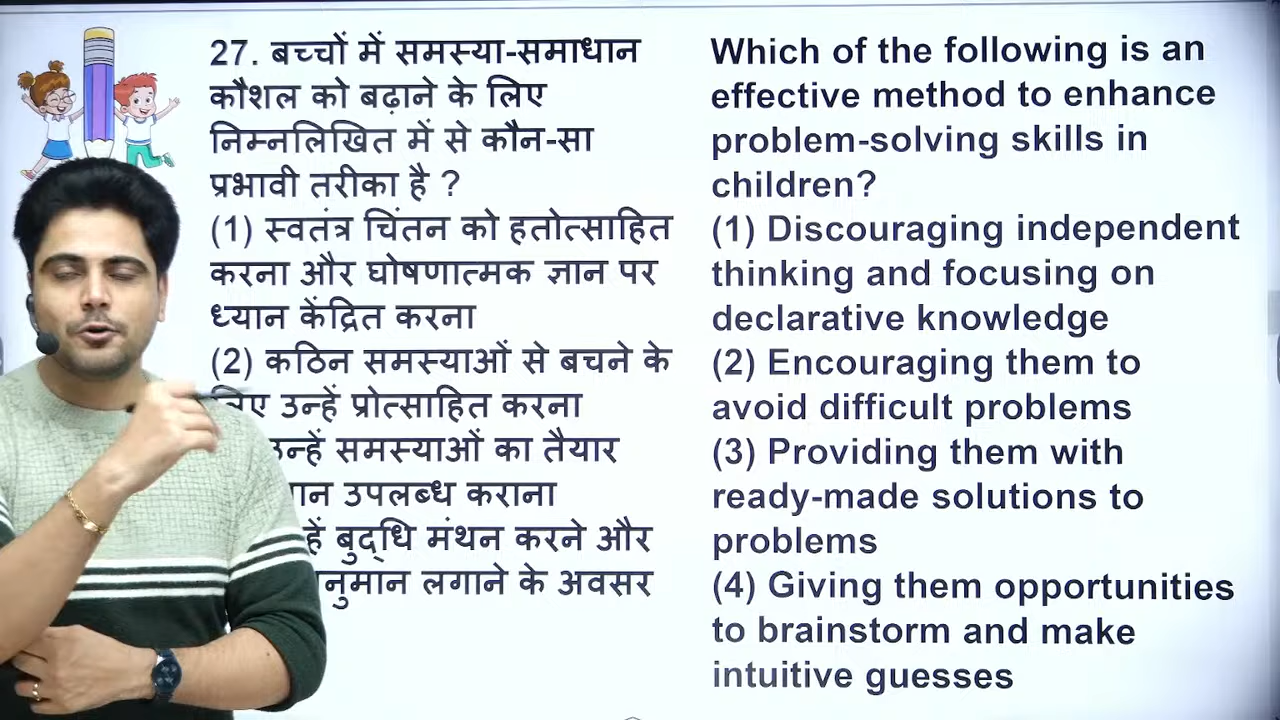 27. बच्चों में समस्या-समाधान
कौशल को बढ़ाने के लिए
निम्नलिखित में से कौन-सा
प्रभावी तरीका है ?
(1) स्वतंत्र चिंतन को हतोत्साहित
करना और घोषणात्मक ज्ञान पर
ध्यान केंद्रित करना
(2) कठिन समस्याओं से बचने के
लिए उन्हें प्रोत्साहित करना
उन्हें समस्याओं का तैयार
उपलब्ध कराना
बुद्धि मंथन करने और
लगाने के अवसर
Which of the following is an
effective method to enhance
problem-solving skills in
children?
(1) Discouraging independent
thinking and focusing on
declarative knowledge
(2) Encouraging them to
avoid difficult problems
(3) Providing them with
ready-made solutions to
problems
(4) Giving them opportunities
to brainstorm and make
intuitive guesses